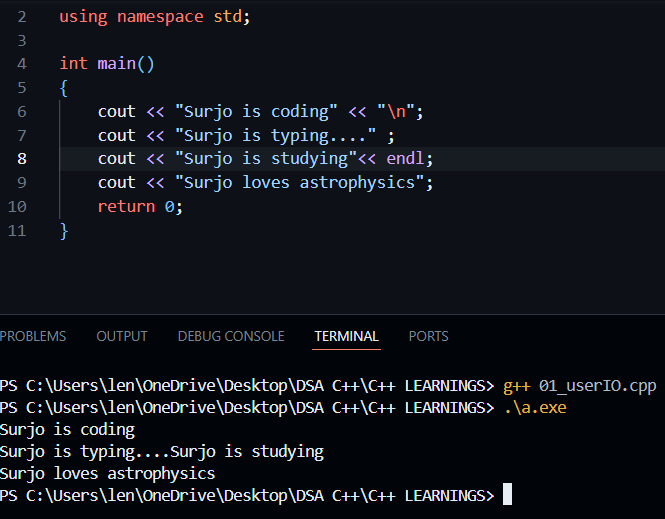 2 using namespace std;
3
4 int main()
5 {
6 cout << "Surjo is coding" << "\n";
7 cout << "Surjo is typing...." ;
8 cout << "Surjo is studying"<< endl;
9 cout << "Surjo loves astrophysics";
10 return 0;
11 }
PROBLEMS OUTPUT DEBUG CONSOLE TERMINAL PORTS
PS C:\Users\len\OneDrive\Desktop\DSA C++\C++ LEARNINGS> g++ 01_userIO.cpp
PS C:\Users\len\OneDrive\Desktop\DSA C++\C++ LEARNINGS> .\a.exe
Surjo is coding
Surjo is typing....Surjo is studying
Surjo loves astrophysics
PS C:\Users\len\OneDrive\Desktop\DSA C++\C++ LEARNINGS>